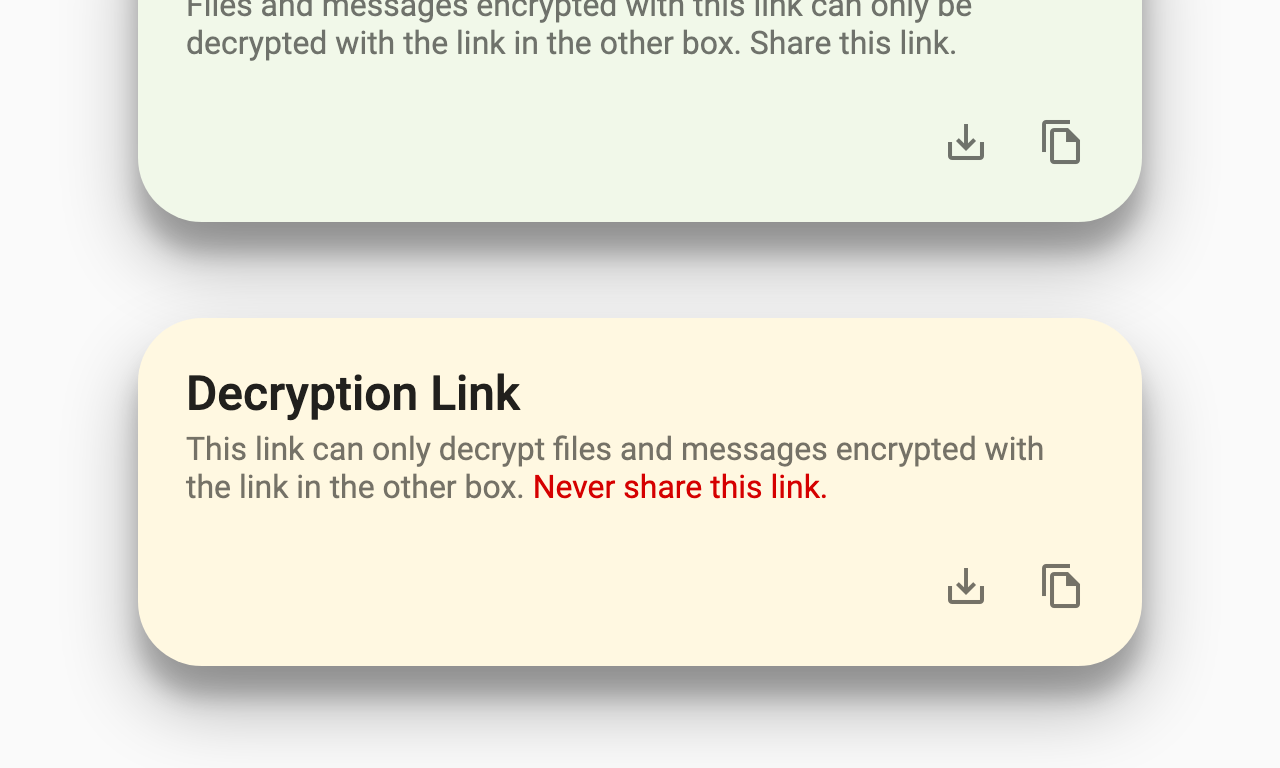 Files and messages encrypted with this link can only be
decrypted with the link in the other box. Share this link.
Decryption Link
This link can only decrypt files and messages encrypted with
the link in the other box. Never share this link.